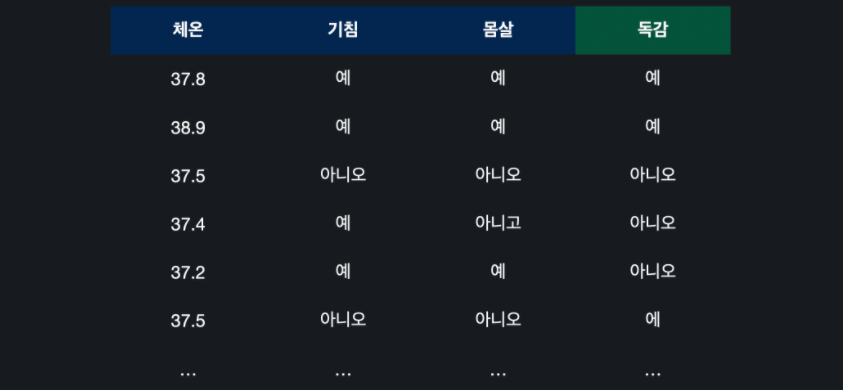 체온 기침 몸살 독감
37.8 예 예 예
38.9 예 예 예
37.5 아니오 아니오 아니오
37.4 예 아니고 아니오
37.2 예 예 아니오
37.5 아니오 아니오 에
... ... ... ...